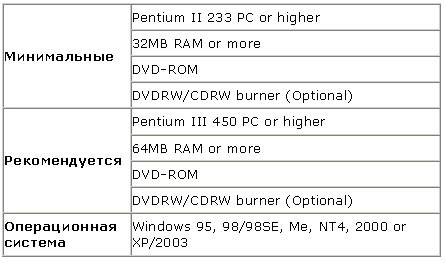 Минимальные
Pentium II 233 PC or higher
32MB RAM or more
DVD-ROM
DVDRW/CDRW burner (Optional)
Рекомендуется
Pentium III 450 PC or higher
64MB RAM or more
DVD-ROM
DVDRW/CDRW burner (Optional)
Операционная
система
Windows 95, 98/98SE, Me, NT4, 2000 or
XP/2003